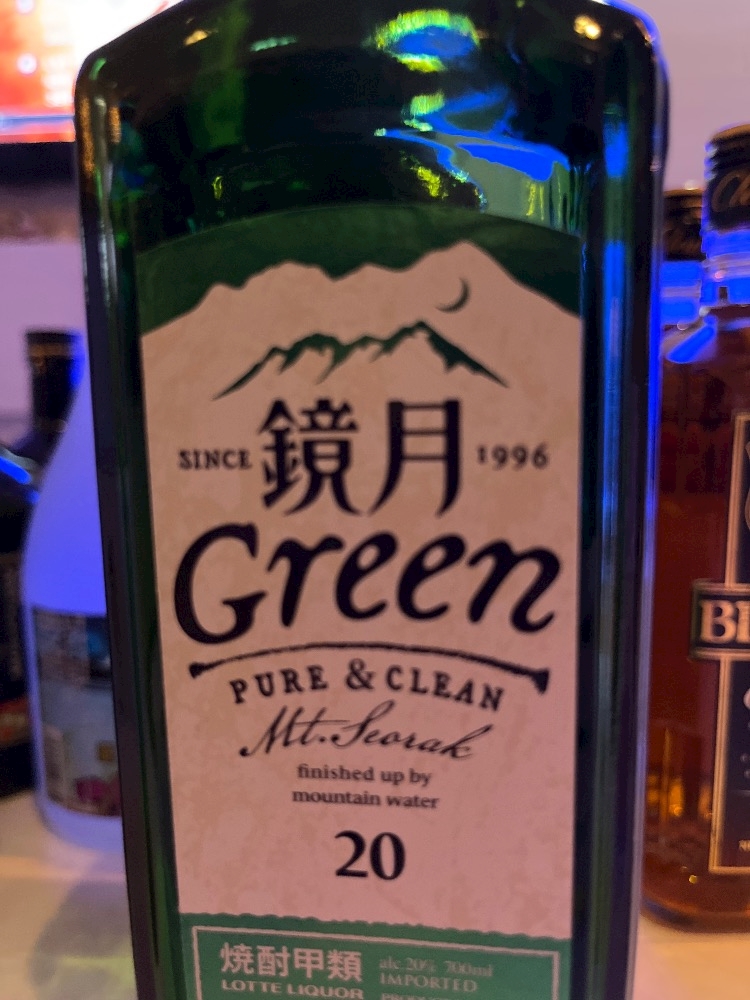 SINCE 鏡月 1996
Green
PURE & CLEAN
Mt. Seorak
finished up by
mountain water
20
焼酎甲類
LOTTE LIQUOR
alc.20% 700ml
IMPORTED